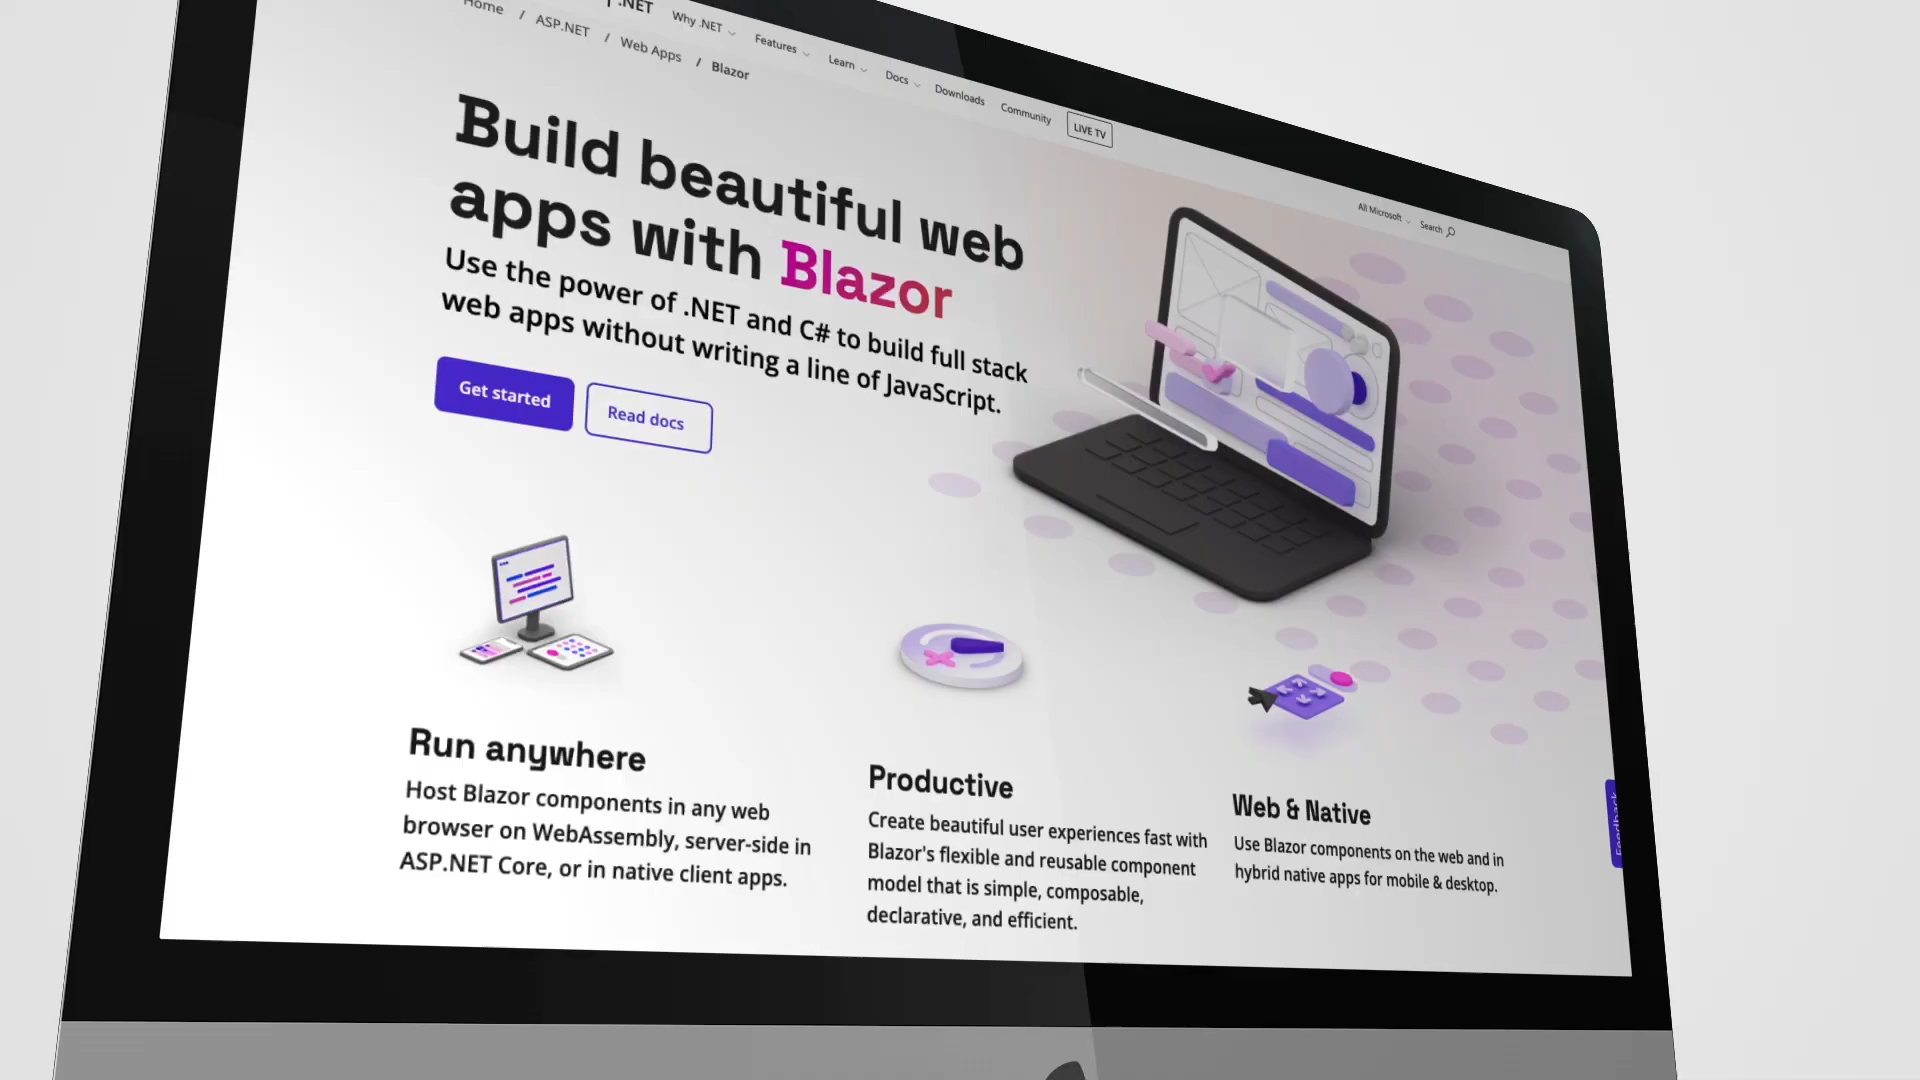 .NET
Why .NET
Features
Learn
Docs
Downloads
Community
LIVE TV
All Microsoft
Search
Home / ASP.NET / Web Apps / Blazor
Build beautiful web
apps with Blazor
Use the power of .NET and C# to build full stack
web apps without writing a line of JavaScript.
Get started
Read docs
Run anywhere
Host Blazor components in any web
browser on WebAssembly, server-side in
ASP.NET Core, or in native client apps.
Productive
Create beautiful user experiences fast with
Blazor's flexible and reusable component
model that is simple, composable,
declarative, and efficient.
Web & Native
Use Blazor components on the web and in
hybrid native apps for mobile & desktop.
Feedback